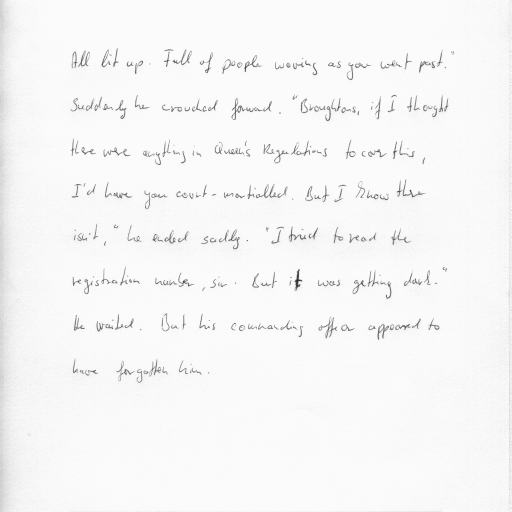 All lit up. Full of people waving as you went past."
Suddenly he crouched forward. "Broughtons, if I thought
there were anything in Queen's Regulations to cover this,
I'd have you court-martialled. But I know there
isn't," he ended sadly. "I tried to read the
registration number, sir. But it was getting dark."
He waited. But his commanding officer appeared to
have forgotten him.